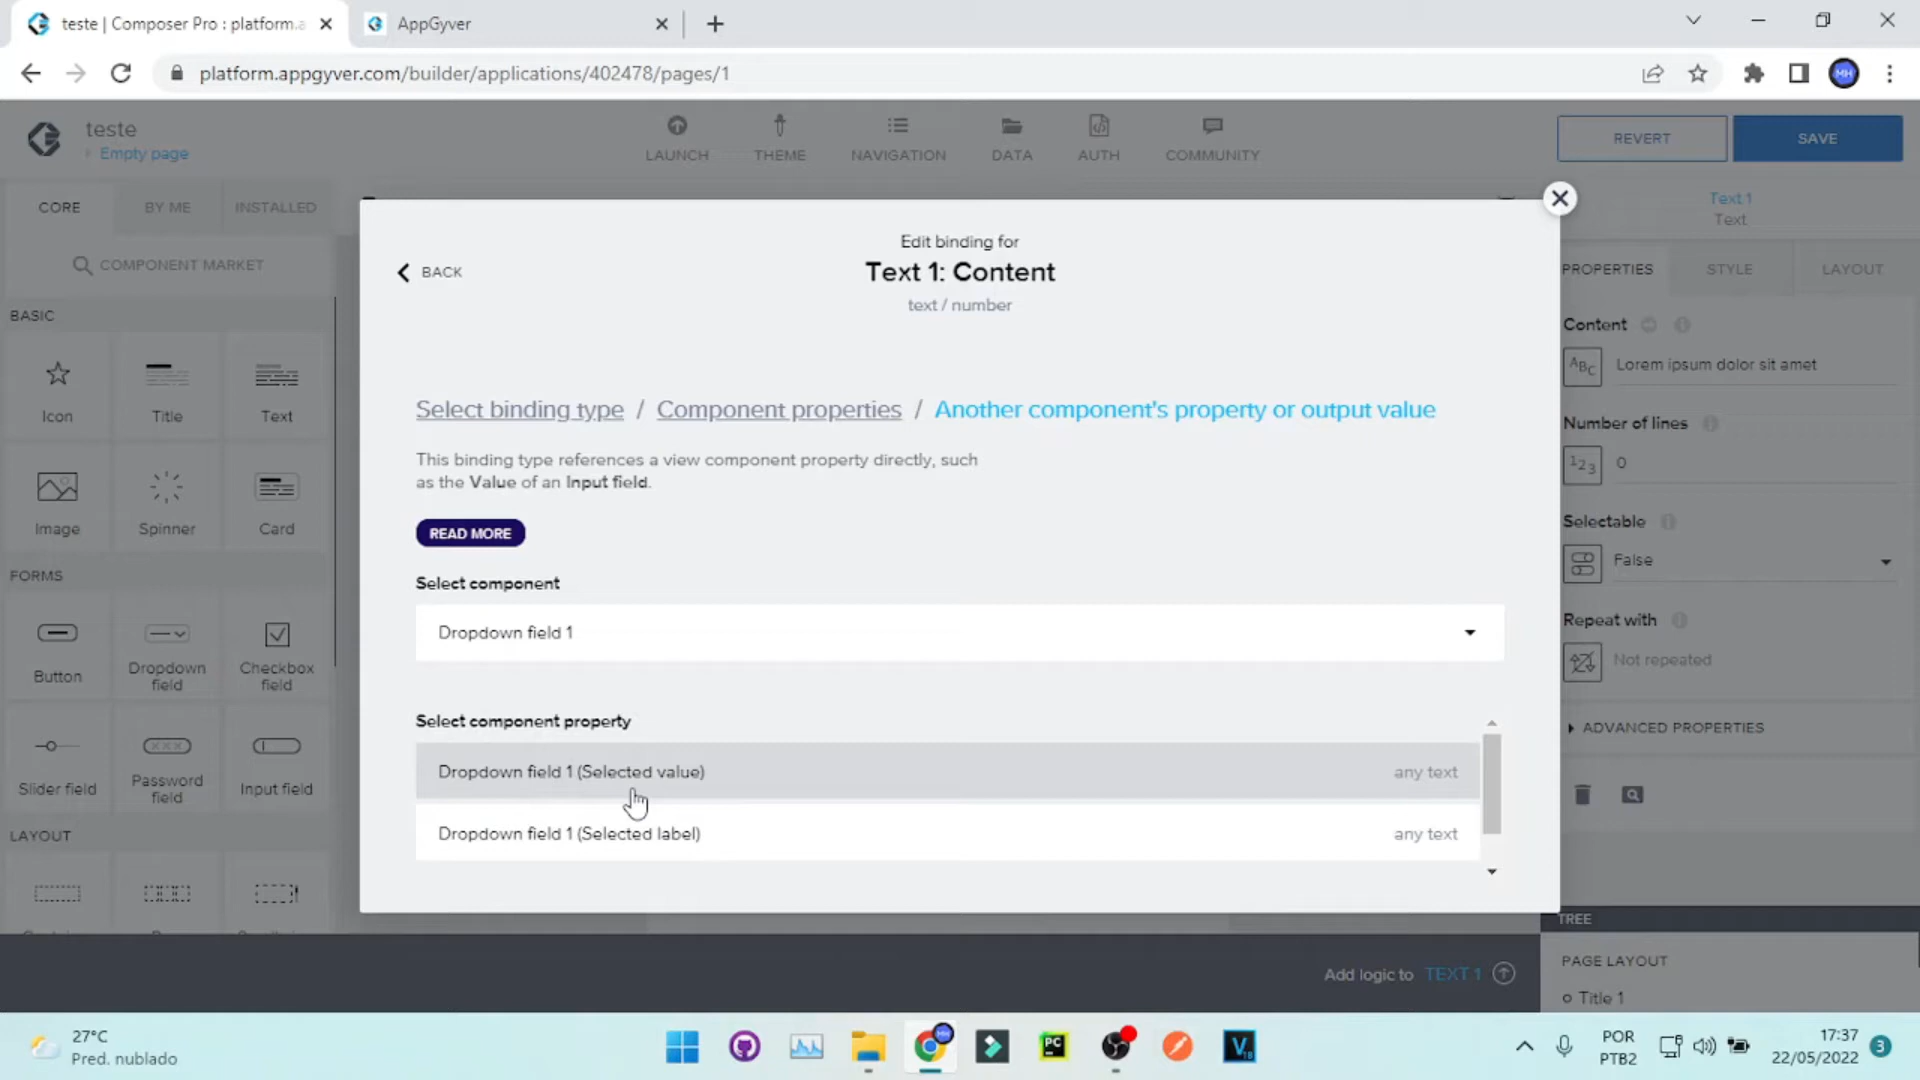 teste | Composer Pro : platform.a
AppGyver
platform.appgyver.com/builder/applications/402478/pages/1
MH
teste
Empty page
LAUNCH
THEME
NAVIGATION
DATA
AUTH
COMMUNITY
REVERT
SAVE
CORE
BY ME
INSTALLED
COMPONENT MARKET
BASIC
Icon
Title
Text
Image
Spinner
Card
FORMS
Button
Dropdown field
Checkbox field
Slider field
Password field
Input field
LAYOUT
BACK
Edit binding for
Text 1: Content
text / number
Select binding type / Component properties / Another component's property or output value
This binding type references a view component property directly, such
as the Value of an Input field.
READ MORE
Select component
Dropdown field 1
Select component property
Dropdown field 1 (Selected value)
any text
Dropdown field 1 (Selected label)
any text
Text 1
Text
PROPERTIES
STYLE
LAYOUT
Content
ABC
Lorem ipsum dolor sit amet
Number of lines
123
0
Selectable
False
Repeat with
Not repeated
ADVANCED PROPERTIES
TREE
PAGE LAYOUT
Title 1
Add logic to TEXT 1
27°C
Pred. nublado
MH
PC
V
18
POR
PTB2
17:37
22/05/2022
3